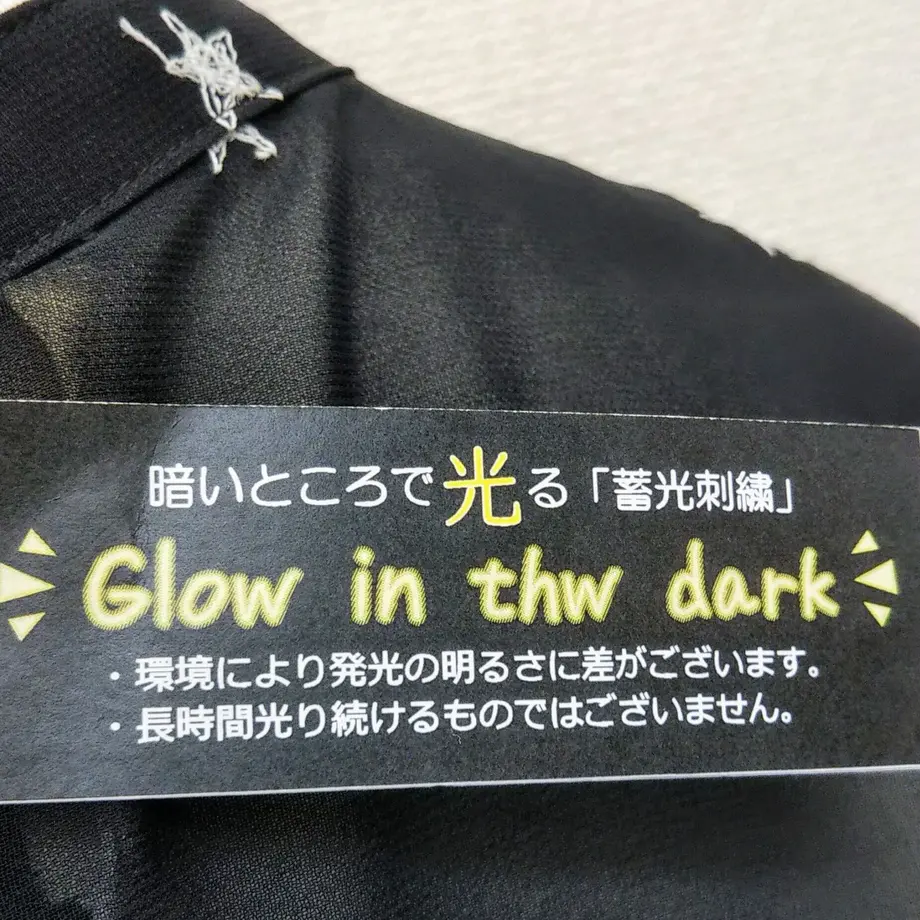 暗いところで光る「蓄光刺繍」
Glow in thw dark
・環境により発光の明るさに差がございます。
・長時間光り続けるものではございません。